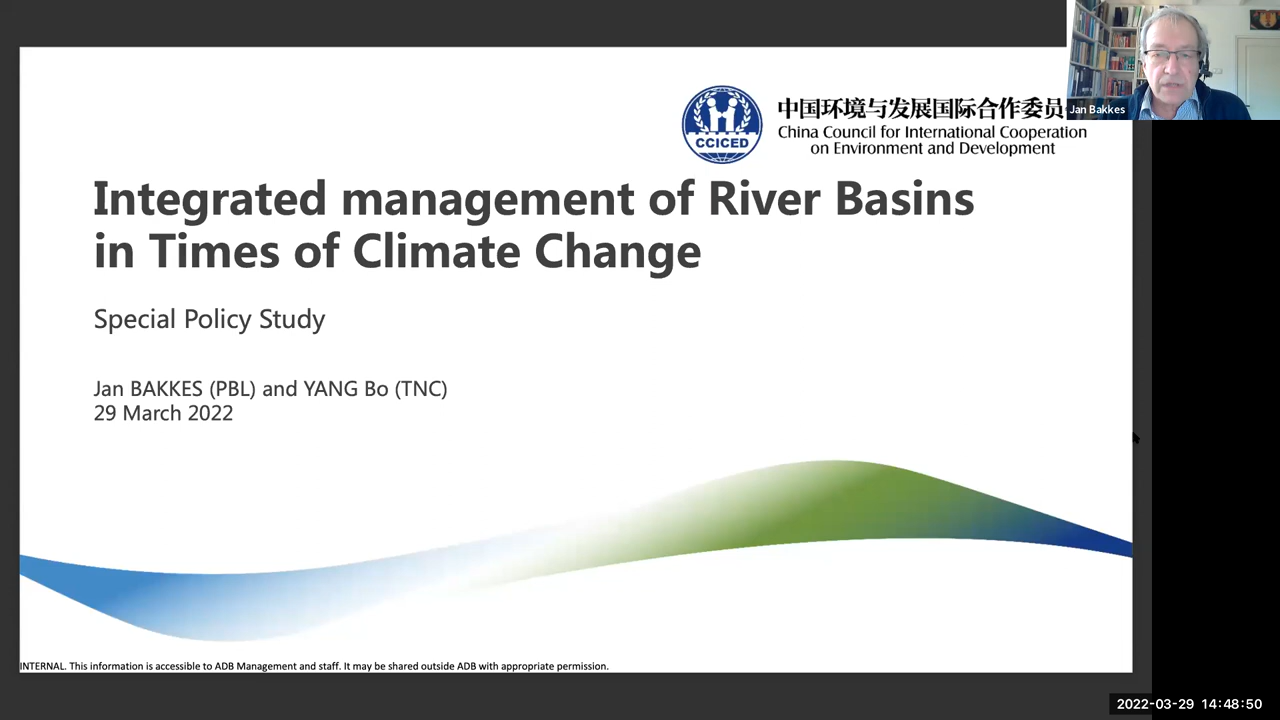 中国环境与发展国际合作委员
Jan Bakkes
CCICED
China Council for International Cooperation
on Environment and Development
Integrated management of River Basins
in Times of Climate Change
Special Policy Study
Jan BAKKES (PBL) and YANG Bo (TNC)
29 March 2022
INTERNAL. This information is accessible to ADB Management and staff. It may be shared outside ADB with appropriate permission.
2022-03-29 14:48:50